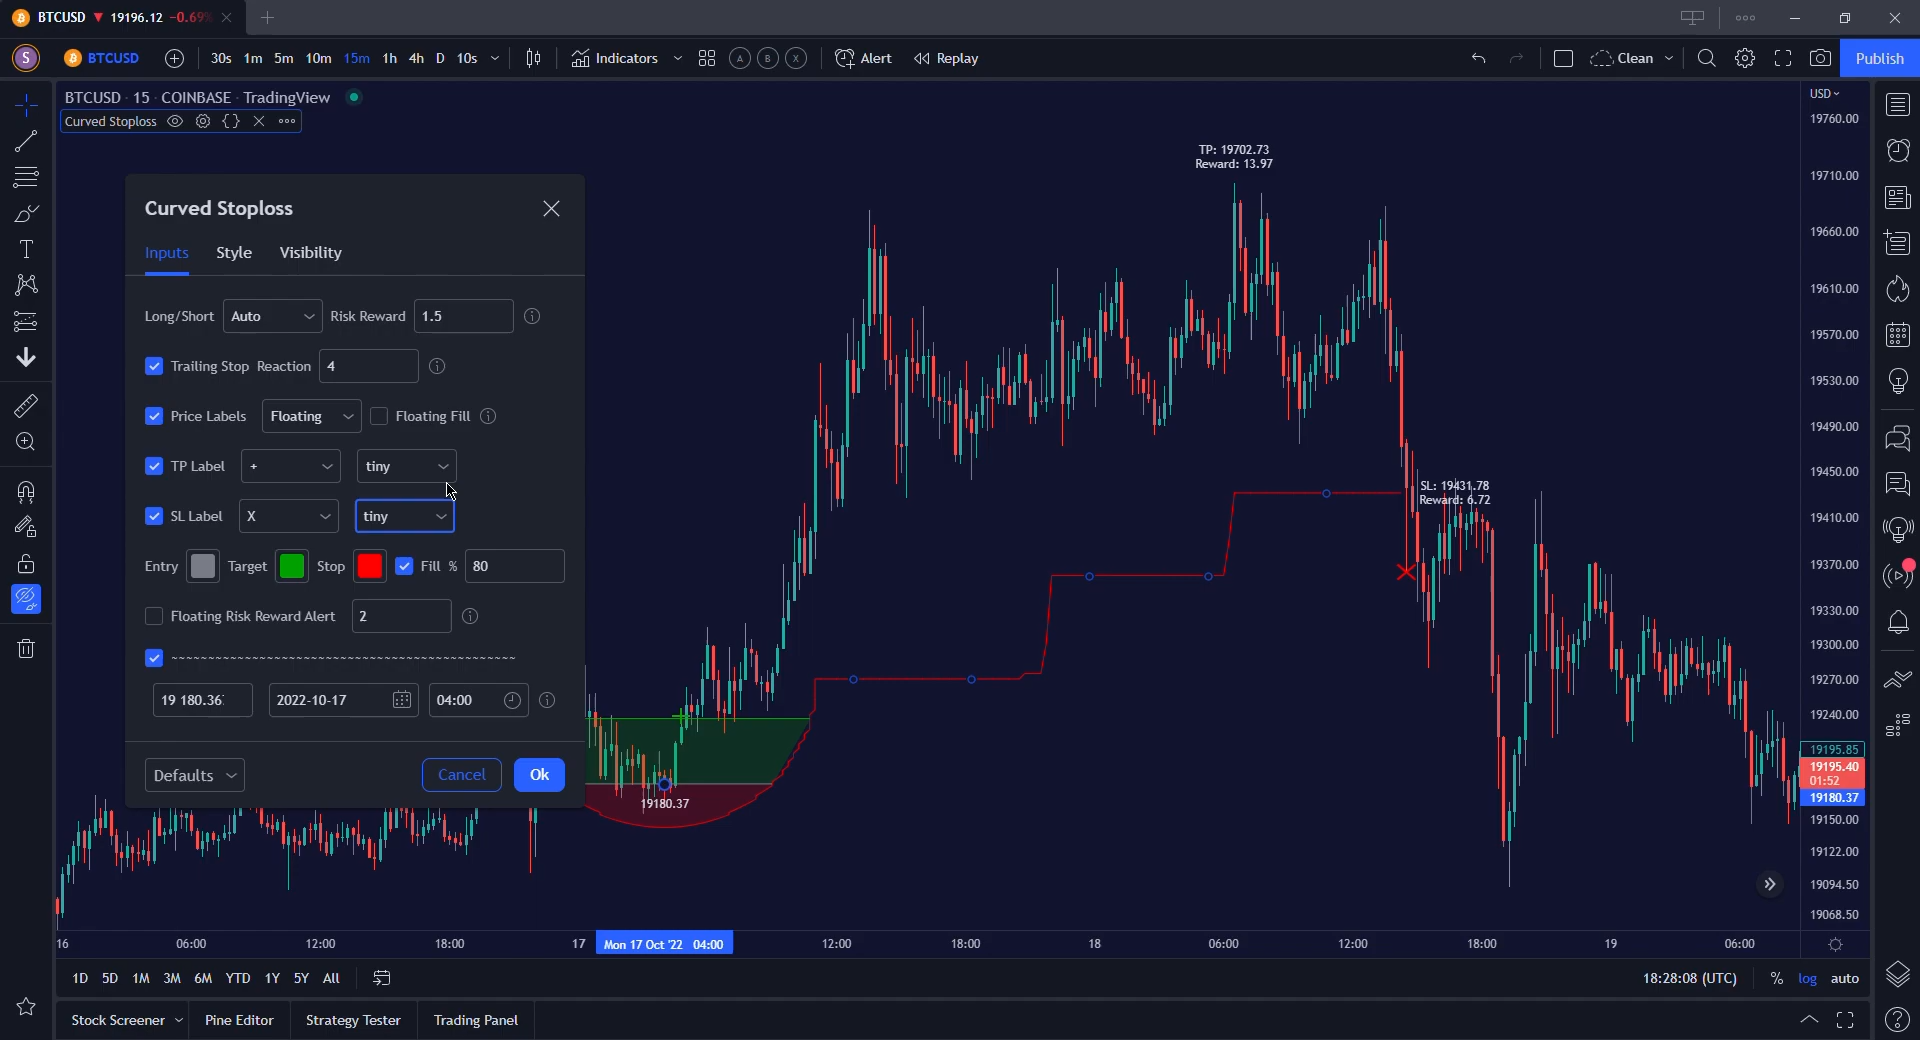 BTCUSD ▼ 19196.12 -0.69%
S BTCUSD 30s 1m 5m 10m 15m 1h 4h D 10s Indicators A B X Alert Replay Clean Publish
BTCUSD · 15 · COINBASE · TradingView
USD
Curved Stoploss {} ✕ •••
19760.00
TP: 19702.73
Reward: 13.97
19710.00
19660.00
19610.00
19570.00
19530.00
19490.00
19450.00
19410.00
19370.00
19330.00
19300.00
19270.00
19240.00
19195.85
19195.40
01:52
19180.37
19150.00
19122.00
19094.50
19068.50
SL: 19431.78
Reward: 6.72
19180.37
Curved Stoploss
Inputs Style Visibility
Long/Short Auto Risk Reward 1.5
Trailing Stop Reaction 4
Price Labels Floating Floating Fill
TP Label + tiny
SL Label X tiny
Entry Target Stop Fill % 80
Floating Risk Reward Alert 2
~~~~~~~~~~~~~~~~~~~~~~~~~~~~~~~~~~~~~~~~~~~~~~~~
19 180.36 2022-10-17 04:00
Defaults Cancel Ok
16 06:00 12:00 18:00 17 Mon 17 Oct '22 04:00 12:00 18:00 18 06:00 12:00 18:00 19 06:00
1D 5D 1M 3M 6M YTD 1Y 5Y All 18:28:08 (UTC) % log auto
Stock Screener Pine Editor Strategy Tester Trading Panel